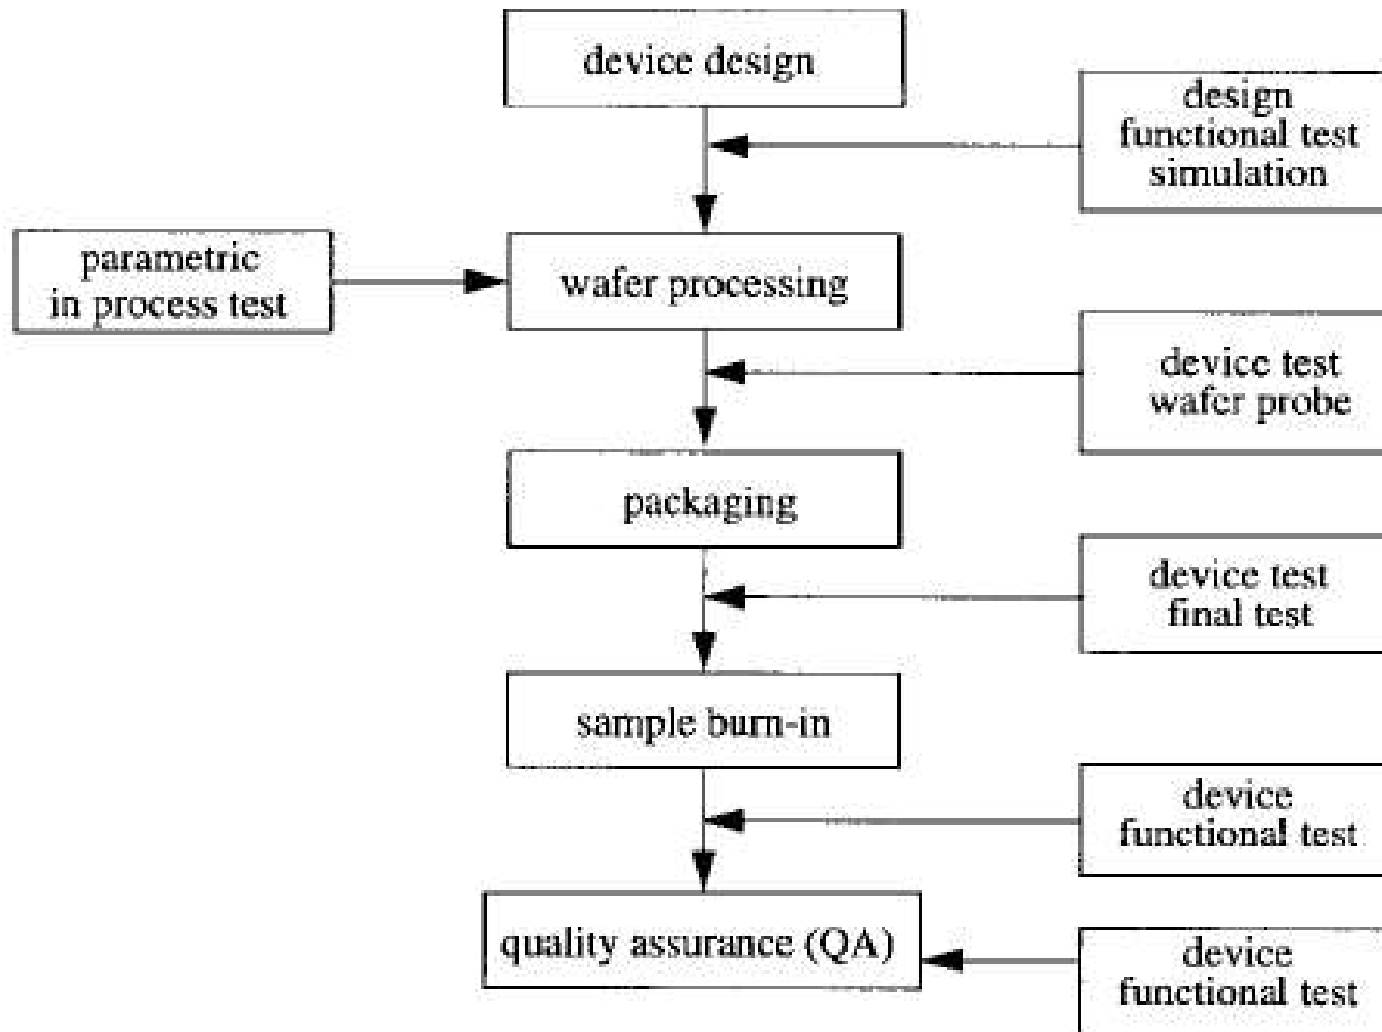 device design
design
functional test
simulation
parametric
in process test
wafer processing
device test
wafer probe
packaging
device test
final test
sample burn-in
device
functional test
quality assurance (QA)
device
functional test